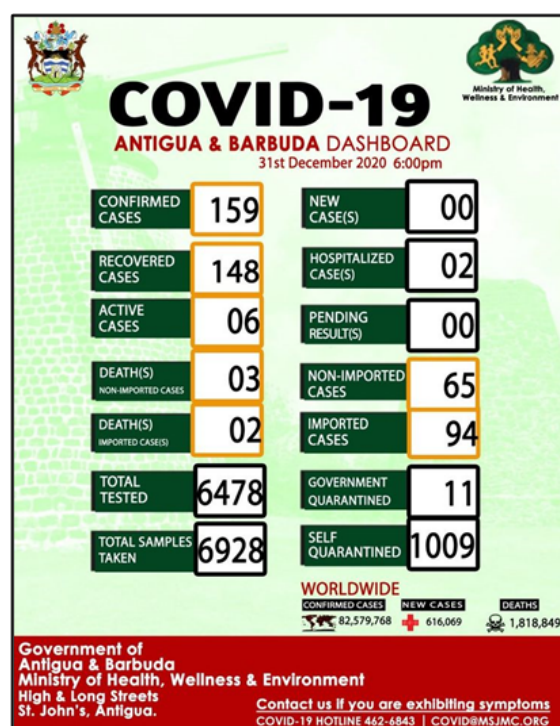 Ministry of Health,
Wellness & Environment
COVID-19
ANTIGUA & BARBUDA DASHBOARD
31st December 2020 6:00pm
CONFIRMED
CASES
159
RECOVERED
CASES
148
ACTIVE
CASES
06
DEATH(S)
NON-IMPORTED CASES
03
DEATH(S)
IMPORTED CASE(S)
02
TOTAL
TESTED
6478
TOTAL SAMPLES
TAKEN
6928
NEW
CASE(S)
00
HOSPITALIZED
CASE(S)
02
PENDING
RESULT(S)
00
NON-IMPORTED
CASES
65
IMPORTED
CASES
94
GOVERNMENT
QUARANTINED
11
SELF
QUARANTINED
1009
WORLDWIDE
CONFIRMED CASES
82,579,768
NEW CASES
616,069
DEATHS
1,818,849
Government of
Antigua & Barbuda
Ministry of Health, Wellness & Environment
High & Long Streets
St. John's, Antigua.
Contact us if you are exhibiting symptoms
COVID-19 HOTLINE 462-6843 | COVID@MSJMC.ORG